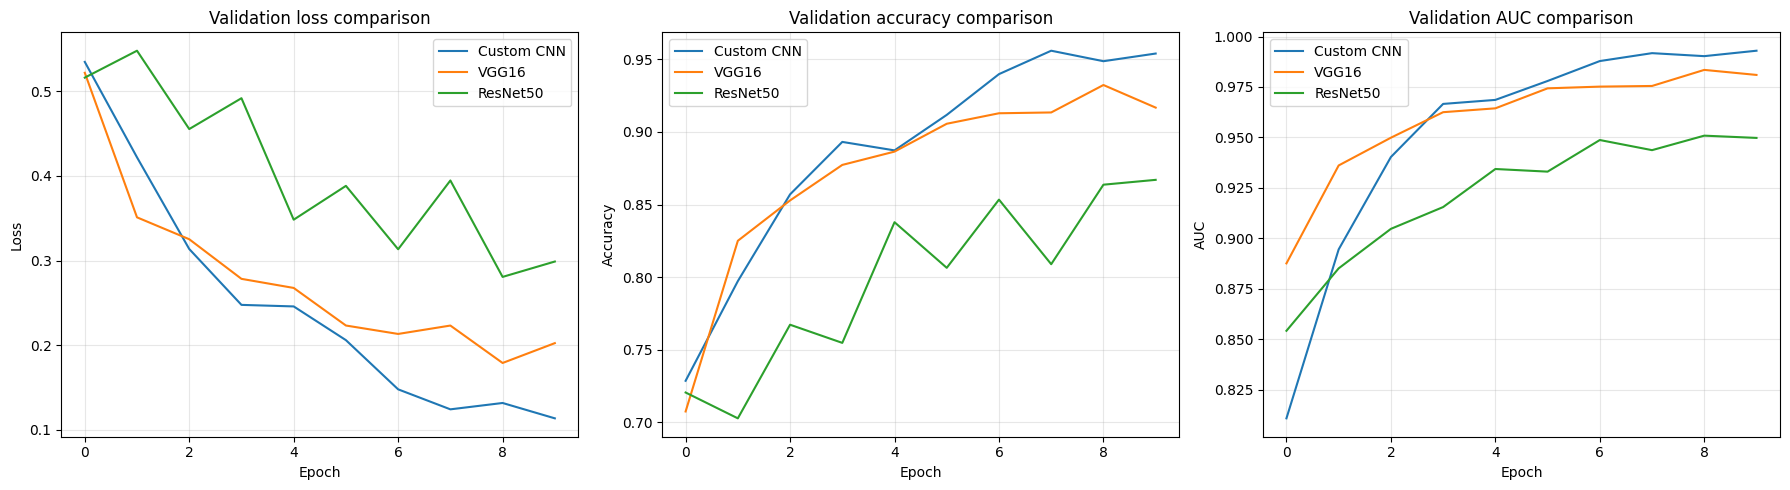 Validation loss comparison
Loss
0.5
0.4
0.3
0.2
0.1
0 2 4 6 8
Epoch
Custom CNN
VGG16
ResNet50
Validation accuracy comparison
Accuracy
0.95
0.90
0.85
0.80
0.75
0.70
0 2 4 6 8
Epoch
Custom CNN
VGG16
ResNet50
Validation AUC comparison
AUC
1.000
0.975
0.950
0.925
0.900
0.875
0.850
0.825
0 2 4 6 8
Epoch
Custom CNN
VGG16
ResNet50